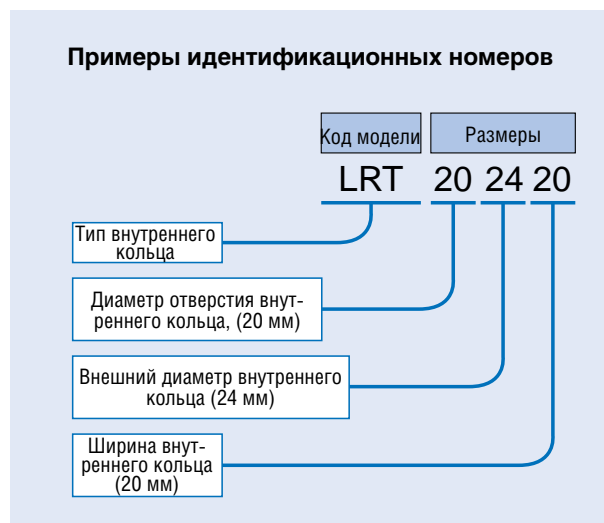 Примеры идентификационных номеров
Код модели Размеры
LRT 20 24 20
Тип внутреннего
кольца
Диаметр отверстия внут-
реннего кольца, (20 мм)
Внешний диаметр внутреннего
кольца (24 мм)
Ширина внут-
реннего кольца
(20 мм)